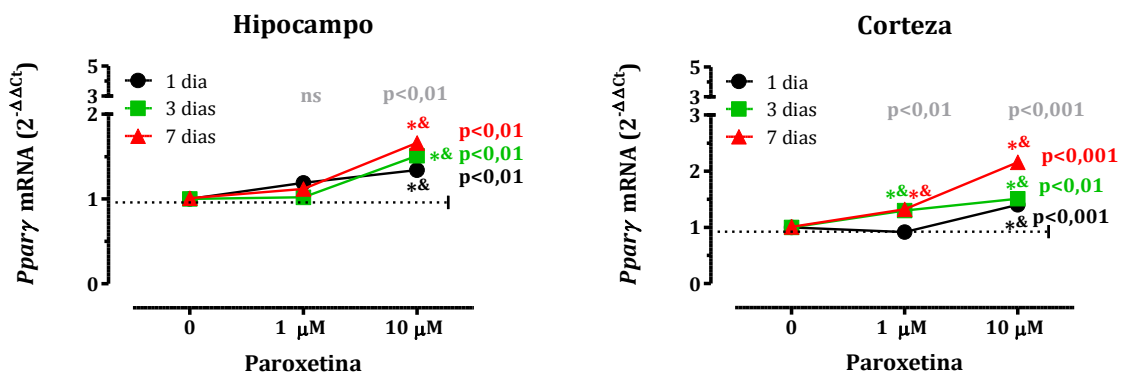 Hipocampo
Pparγ mRNA (2-ΔΔCt)
5
3
2
1
0
1 dia
3 dias
7 dias
ns
p<0,01
*& p<0,01
*& p<0,01
*& p<0,01
0
1 μM
10 μM
Paroxetina
Corteza
Pparγ mRNA (2-ΔΔCt)
5
3
3
2
1
0
1 dia
3 dias
7 dias
p<0,01
p<0,001
*& *&
*& p<0,001
*& p<0,01
*& p<0,001
0
1 μM
10 μM
Paroxetina